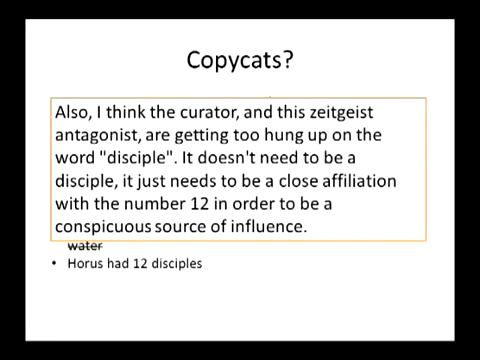 Copycats?
Also, I think the curator, and this zeitgeist
antagonist, are getting too hung up on the
word "disciple". It doesn't need to be a
disciple, it just needs to be a close affiliation
with the number 12 in order to be a
conspicuous source of influence.
water
• Horus had 12 disciples